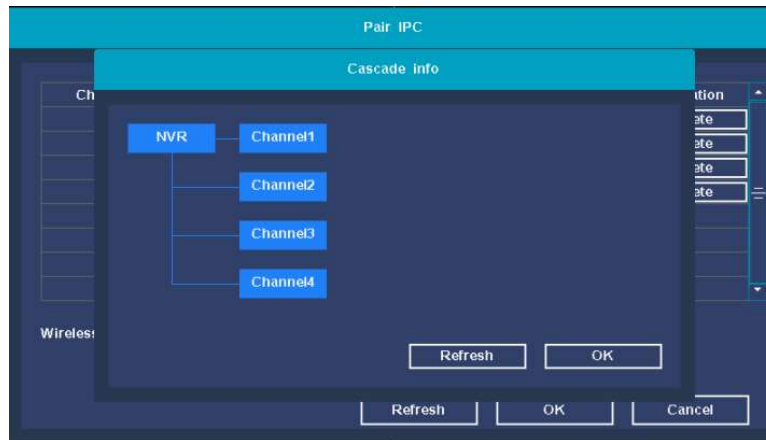 Pair IPC
Cascade info
NVR
Channel1
Channel2
Channel3
Channel4
Refresh OK
Refresh OK Cancel